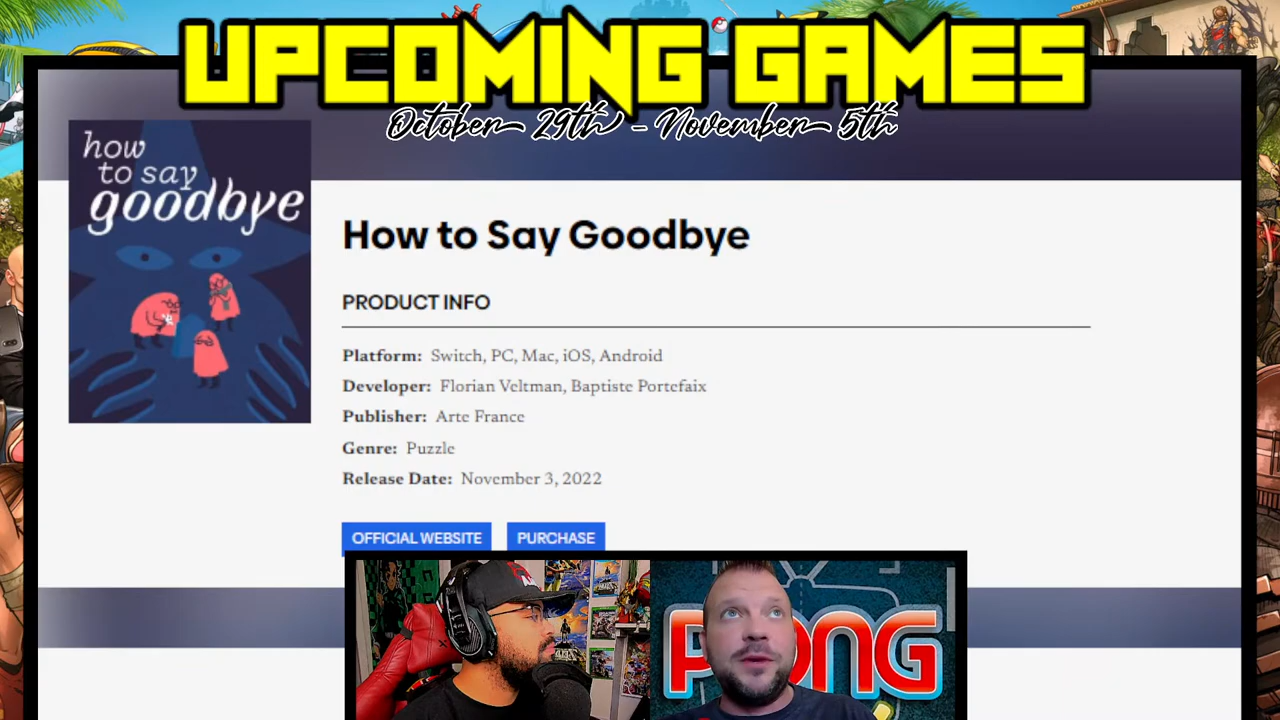 UPCOMING GAMES
October 29th - November 5th
how
to say
goodbye
How to Say Goodbye
PRODUCT INFO
Platform: Switch, PC, Mac, iOS, Android
Developer: Florian Veltman, Baptiste Portefaix
Publisher: Arte France
Genre: Puzzle
Release Date: November 3, 2022
OFFICIAL WEBSITE PURCHASE